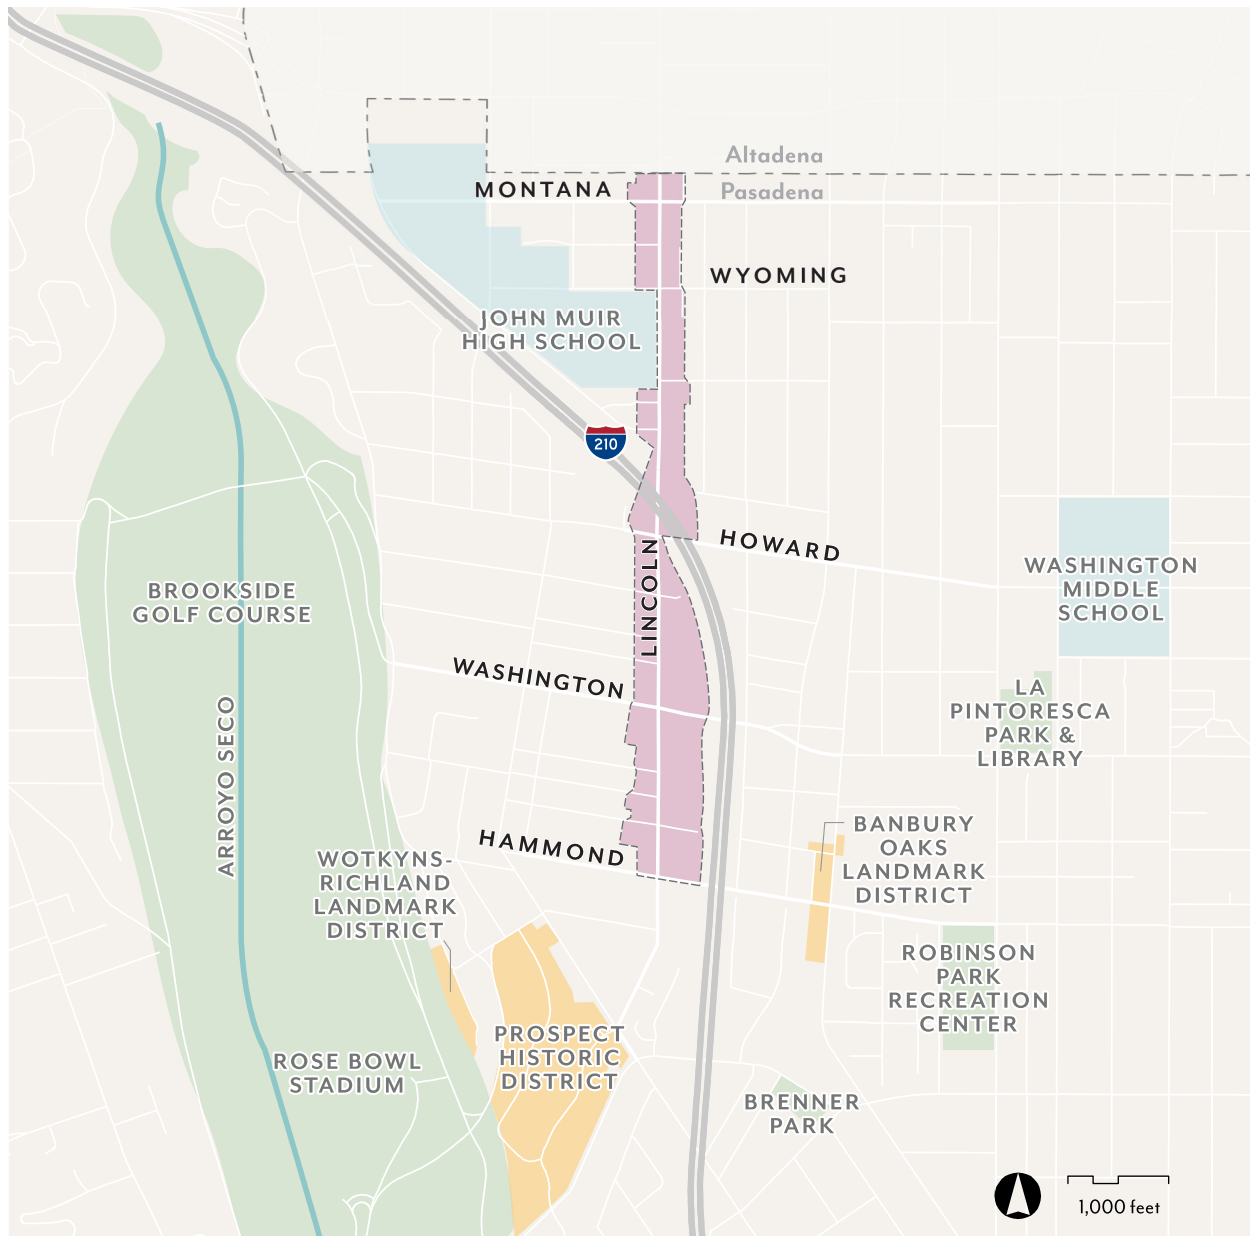 Altadena
Pasadena
MONTANA
WYOMING
JOHN MUIR
HIGH SCHOOL
210
HOWARD
LINCOLN
WASHINGTON
MIDDLE
SCHOOL
BROOKSIDE
GOLF COURSE
WASHINGTON
LA
PINTORESCA
PARK &
LIBRARY
ARROYO SECO
HAMMOND
BANBURY
OAKS
LANDMARK
DISTRICT
WOTKYNS-
RICHLAND
LANDMARK
DISTRICT
ROBINSON
PARK
RECREATION
CENTER
PROSPECT
HISTORIC
DISTRICT
ROSE BOWL
STADIUM
BRENNER
PARK
1,000 feet